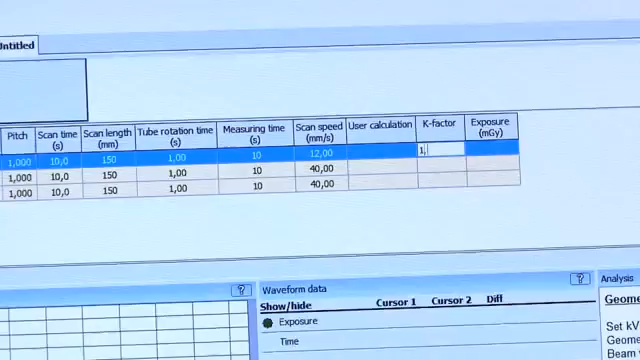 Untitled
Pitch Scan time (s) Scan length (mm) Tube rotation time (s) Measuring time (s) Scan speed (mm/s) User calculation K-factor Exposure (mGy)
1,000 10,0 150 1,00 10 12,00 1,
1,000 10,0 150 1,00 10 40,00
1,000 10,0 150 1,00 10 40,00
? Waveform data ? Analysis
Show/hide Cursor 1 Cursor 2 Diff
Exposure
Time
Set kV